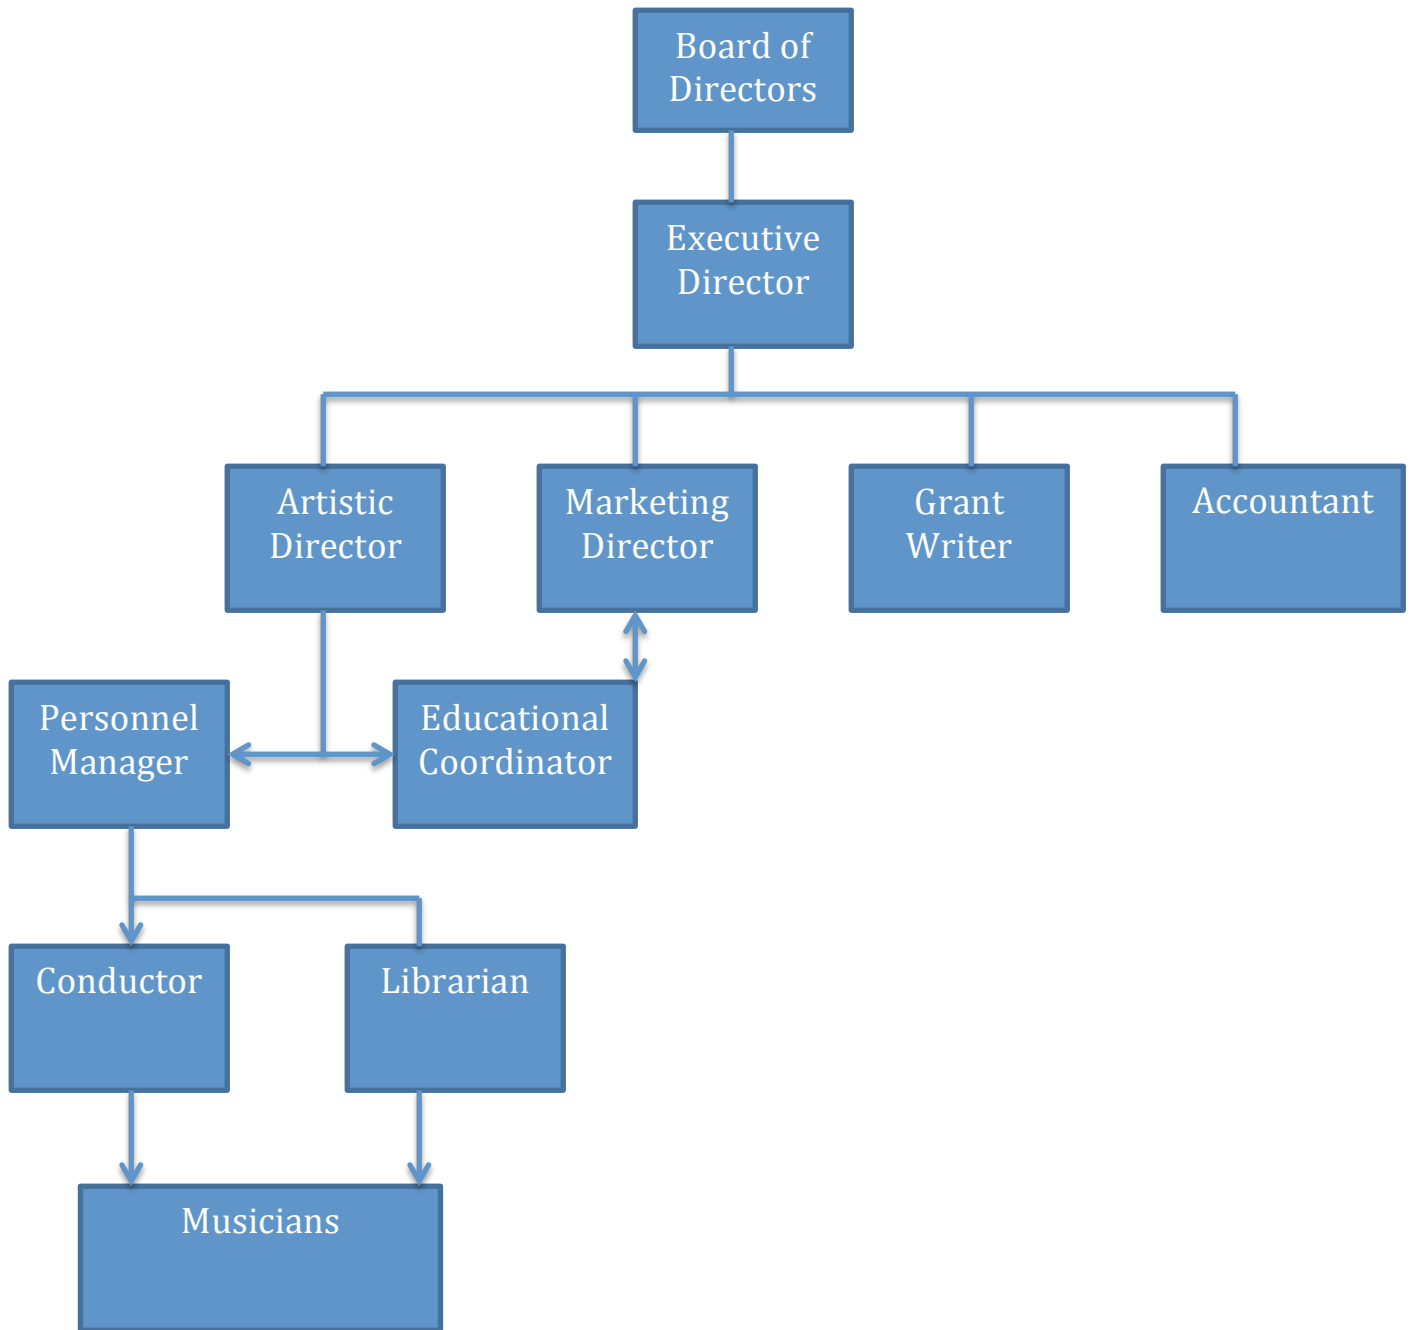 Board of
Directors
Executive
Director
Artistic
Director
Marketing
Director
Grant
Writer
Accountant
Personnel
Manager
Educational
Coordinator
Conductor
Librarian
Musicians